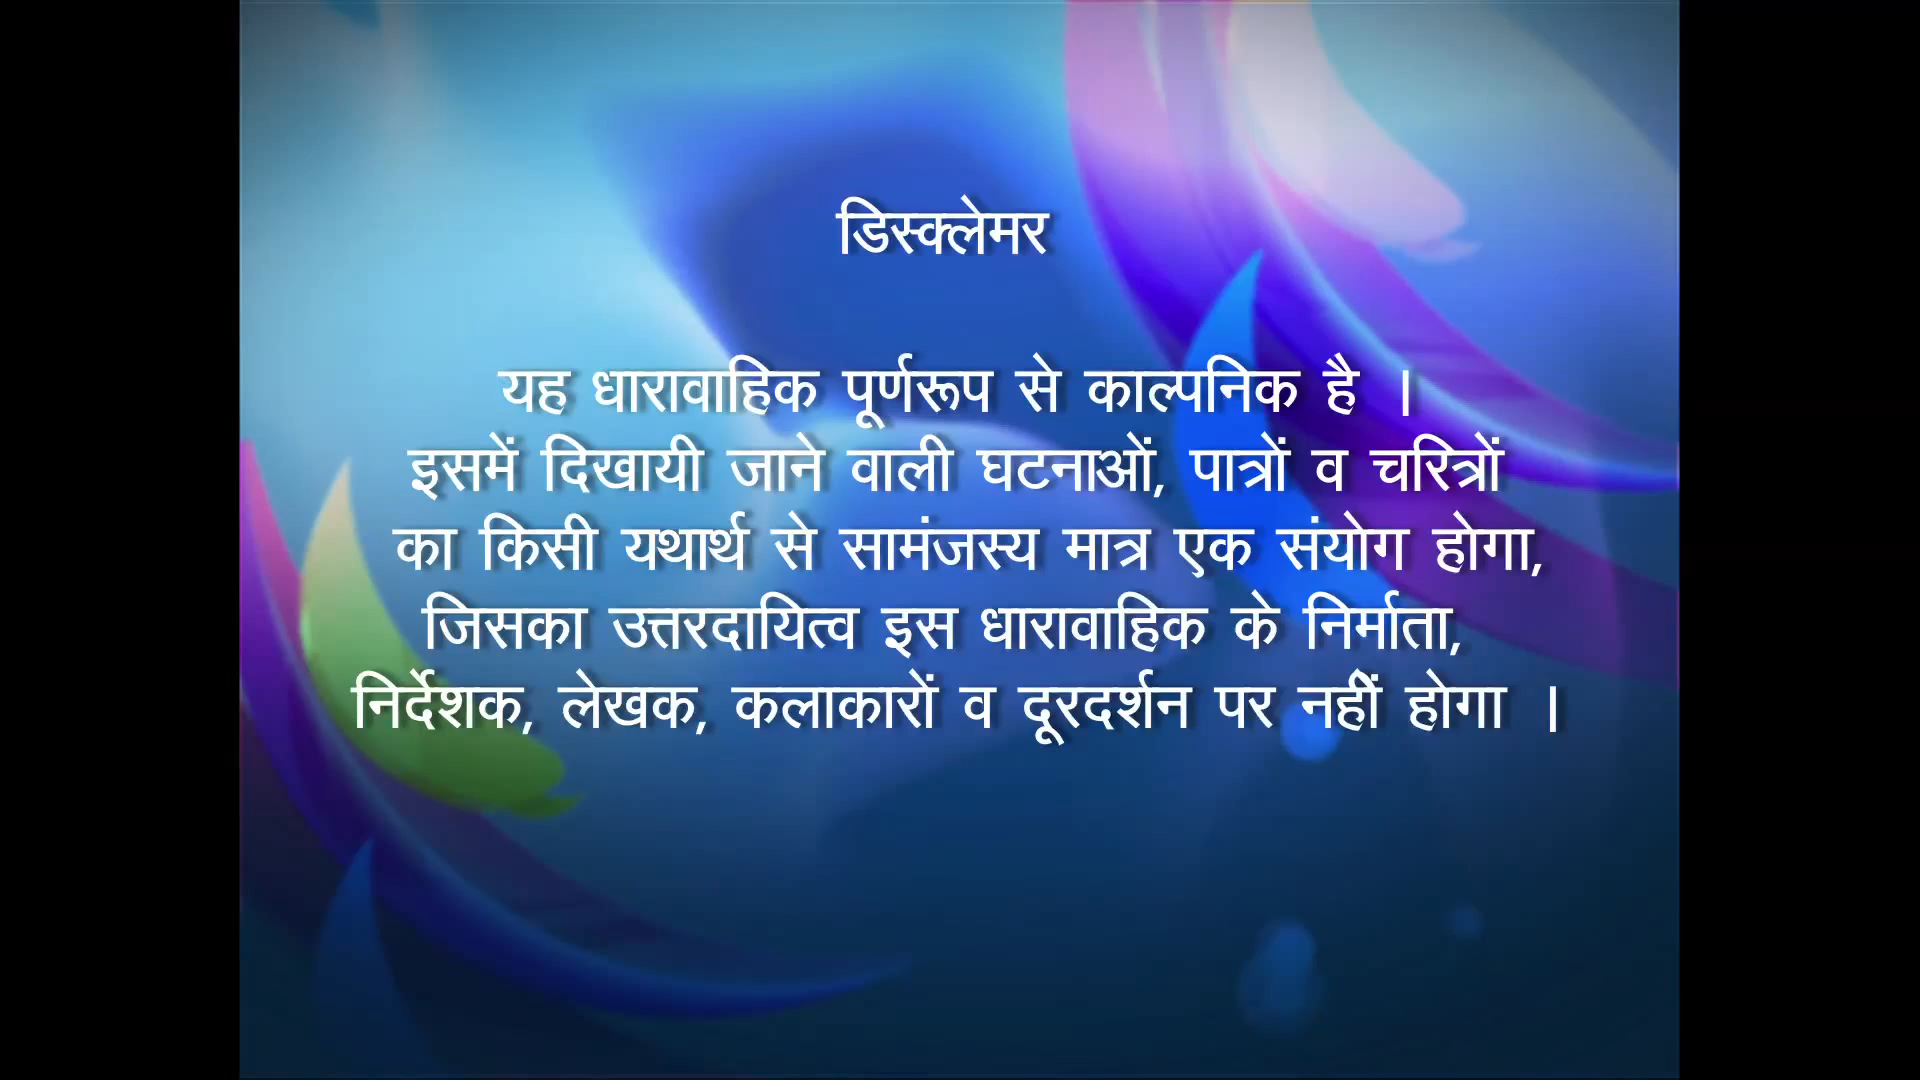 डिस्क्लेमर
यह धारावाहिक पूर्णरूप से काल्पनिक है ।
इसमें दिखायी जाने वाली घटनाओं, पात्रों व चरित्रों
का किसी यथार्थ से सामंजस्य मात्र एक संयोग होगा,
जिसका उत्तरदायित्व इस धारावाहिक के निर्माता,
निर्देशक, लेखक, कलाकारों व दूरदर्शन पर नहीं होगा ।